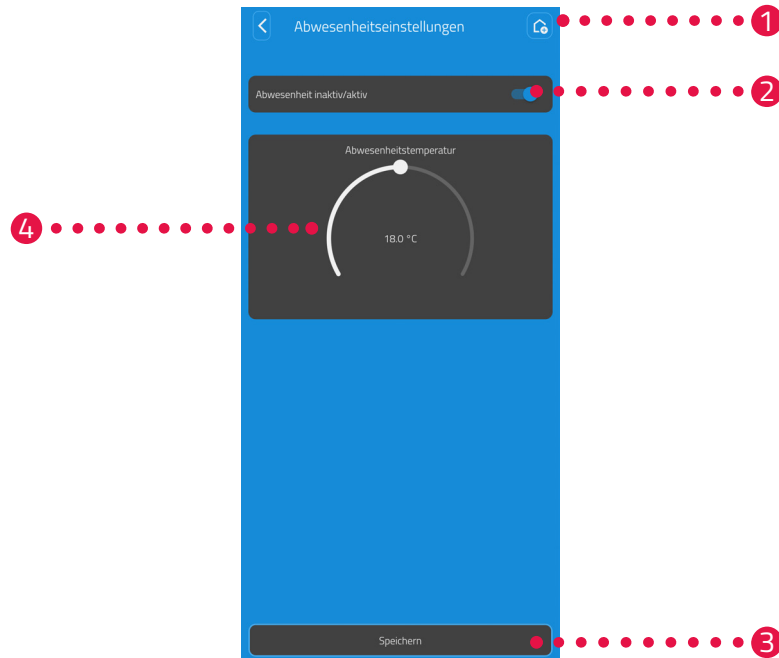 Abwesenheitseinstellungen
1
Abwesenheit inaktiv/aktiv
2
Abwesenheitstemperatur
4
18.0 °C
Speichern
3